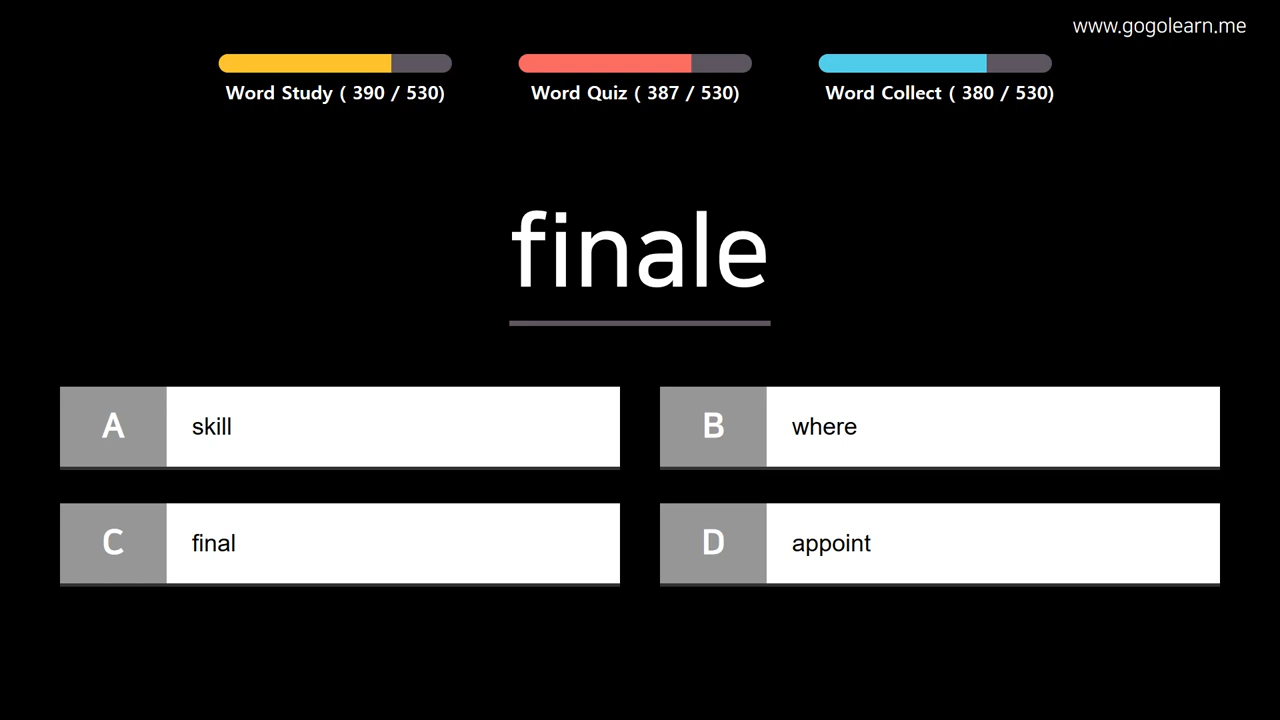 www.gogolearn.me
Word Study ( 390 / 530)
Word Quiz ( 387 / 530)
Word Collect ( 380 / 530)
finale
A skill
B where
C final
D appoint